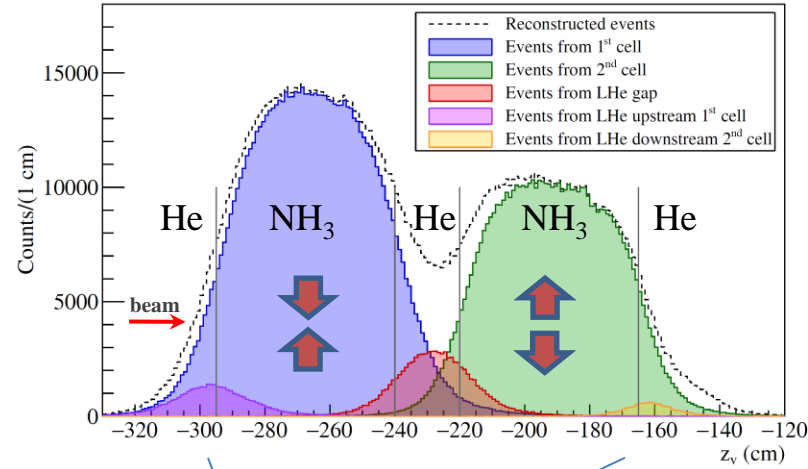 Reconstructed events
Events from 1st cell
Events from 2nd cell
Events from LHe gap
Events from LHe upstream 1st cell
Events from LHe downstream 2nd cell
Counts/(1 cm)
15000
10000
5000
0
He NH3 He NH3 He
beam
−320 −300 −280 −260 −240 −220 −200 −180 −160 −140 −120
zv (cm)